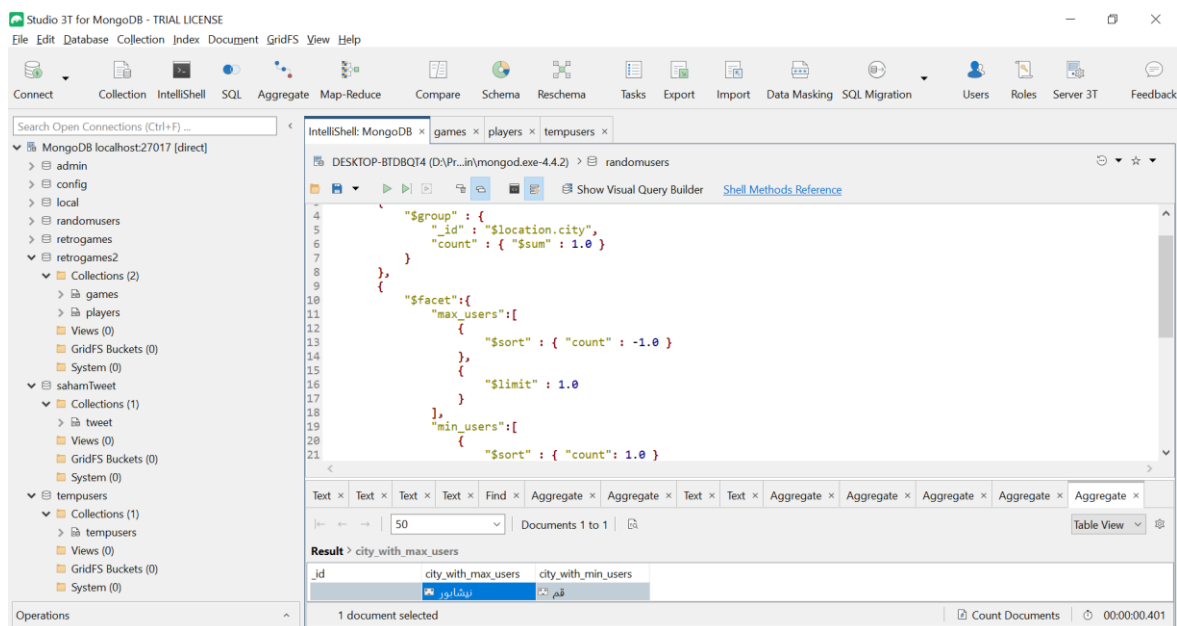 Studio 3T for MongoDB - TRIAL LICENSE
File Edit Database Collection Index Document GridFS View Help
Connect Collection IntelliShell SQL Aggregate Map-Reduce Compare Schema Reschema Tasks Export Import Data Masking SQL Migration Users Roles Server 3T Feedback
Search Open Connections (Ctrl+F) ...
MongoDB localhost:27017 [direct]
admin
config
local
randomusers
retrogames
retrogames2
Collections (2)
games
players
Views (0)
GridFS Buckets (0)
System (0)
sahamTweet
Collections (1)
tweet
Views (0)
GridFS Buckets (0)
System (0)
tempusers
Collections (1)
tempusers
Views (0)
GridFS Buckets (0)
System (0)
Operations
IntelliShell: MongoDB × games × players × tempusers ×
DESKTOP-BTDBQT4 (D:\Pr...in\mongod.exe-4.4.2) > randomusers
Show Visual Query Builder Shell Methods Reference
4 "$group" : {
5 "_id" : "$location.city",
6 "count" : { "$sum" : 1.0 }
7 }
8 },
9 {
10 "$facet":{
11 "max_users":[
12 {
13 "$sort" : { "count" : -1.0 }
14 },
15 {
16 "$limit" : 1.0
17 }
18 ],
19 "min_users":[
20 {
21 "$sort" : { "count": 1.0 }
Text × Text × Text × Text × Find × Aggregate × Aggregate × Text × Text × Aggregate × Aggregate × Aggregate × Aggregate × Aggregate ×
50 Documents 1 to 1 Table View
Result > city_with_max_users
_id city_with_max_users city_with_min_users
نیشابور قم
1 document selected Count Documents 00:00:00.401